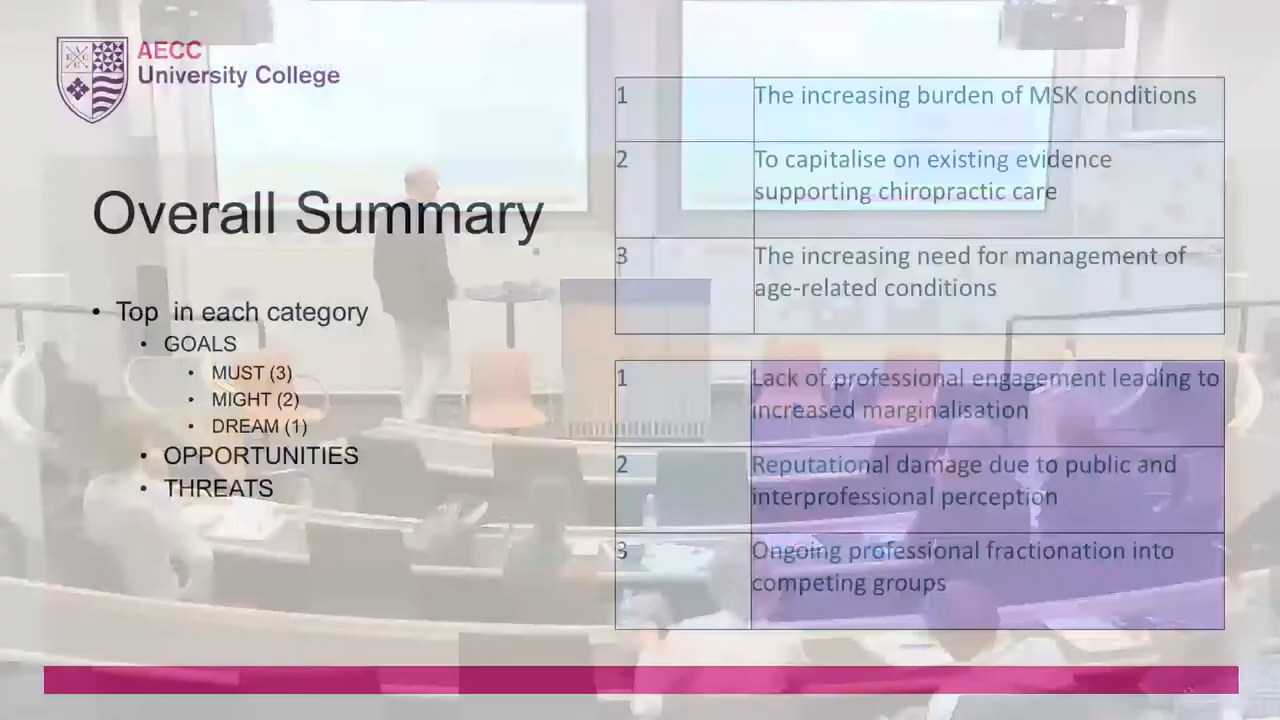 AECC
University College
Overall Summary
• Top in each category
• GOALS
• MUST (3)
• MIGHT (2)
• DREAM (1)
• OPPORTUNITIES
• THREATS
1 The increasing burden of MSK conditions
2 To capitalise on existing evidence
supporting chiropractic care
3 The increasing need for management of
age-related conditions
1 Lack of professional engagement leading to
increased marginalisation
2 Reputational damage due to public and
interprofessional perception
3 Ongoing professional fractionation into
competing groups